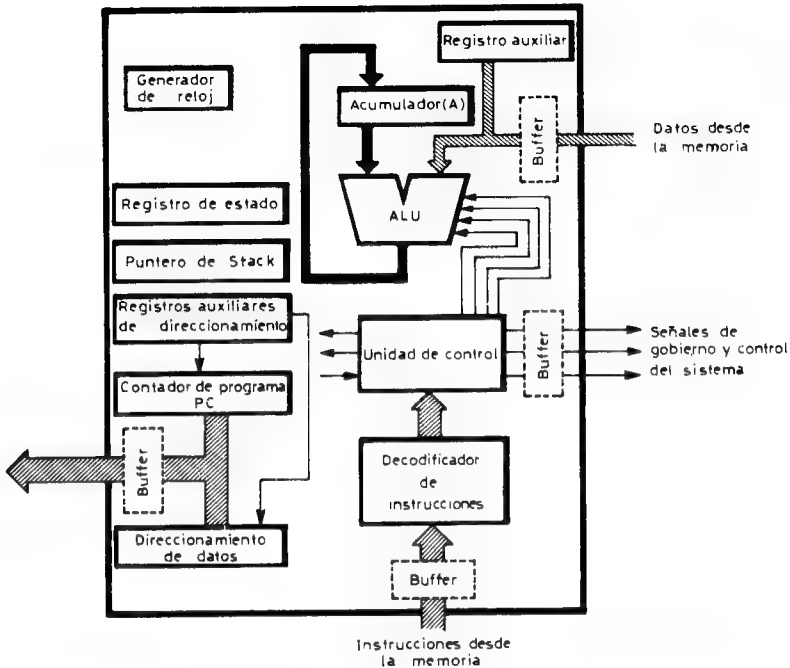 Registro auxiliar
Generador
de reloj
Acumulador(A)
Buffer
Datos desde
la memoria
ALU
Registro de estado
Puntero de Stack
Registros auxiliares
de direccionamiento
Contador de programa
PC
Unidad de control
Buffer
Señales de
gobierno y control
del sistema
Buffer
Decodificador
de
instrucciones
Direccionamiento
de datos
Buffer
Instrucciones desde
la memoria